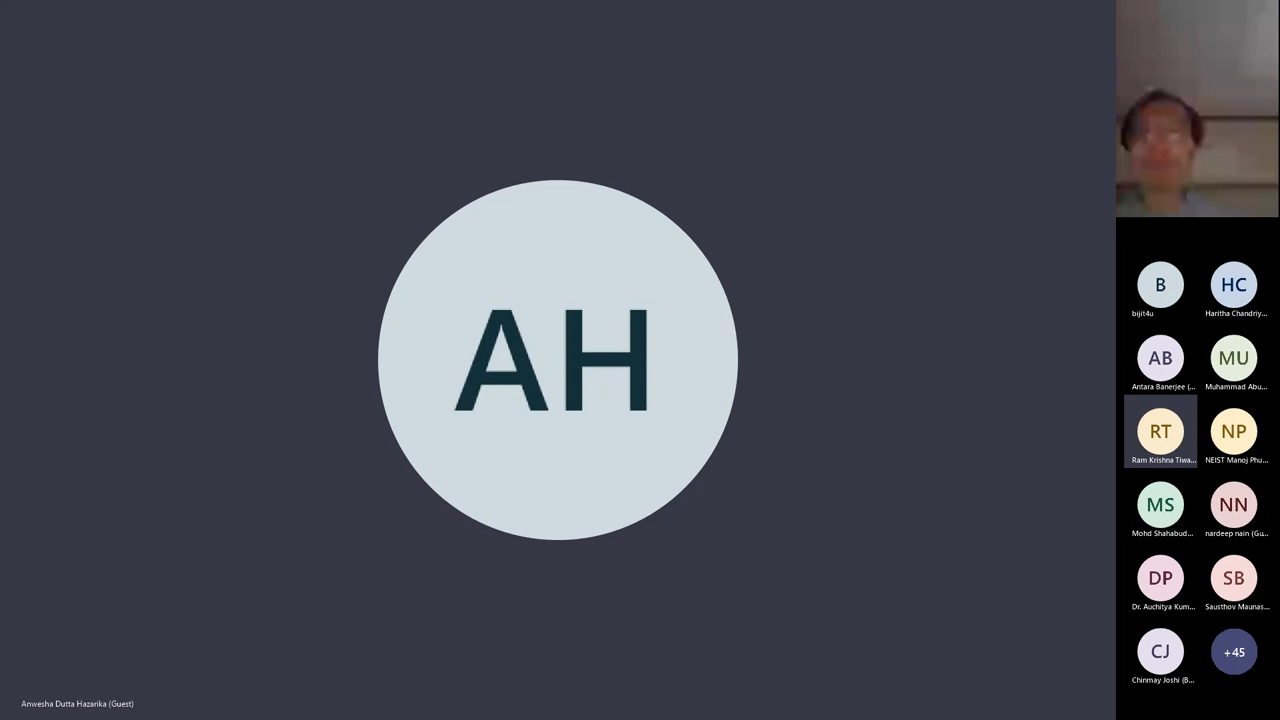 AH
Anwesha Dutta Hazarika (Guest)
B
HC
bijit4u
Haritha Chandriy...
AB
MU
Antara Banerjee (...
Muhammad Abu...
RT
NP
Ram Krishna Tiwa...
NEIST Manoj Phu...
MS
NN
Mohd Shahabud...
nardeep nain (Gu...
DP
SB
Dr. Auchitya Kum...
Sausthov Maunas...
CJ
+45
Chinmay Joshi (B...